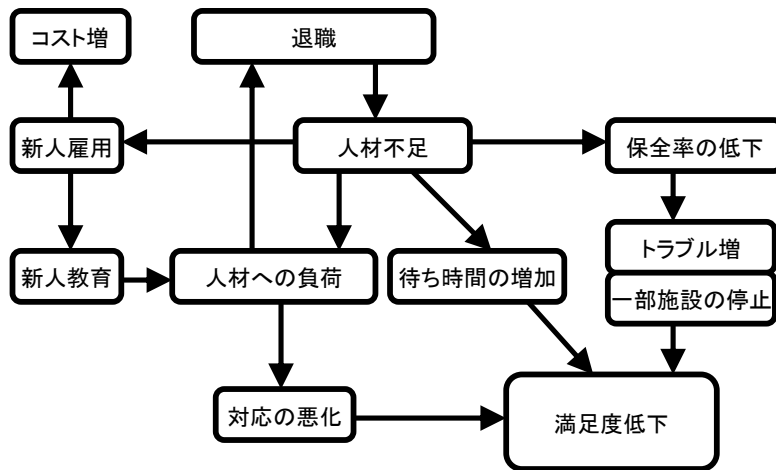 コスト増
退職
新人雇用
人材不足
保全率の低下
新人教育
人材への負荷
待ち時間の増加
トラブル増
一部施設の停止
対応の悪化
満足度低下